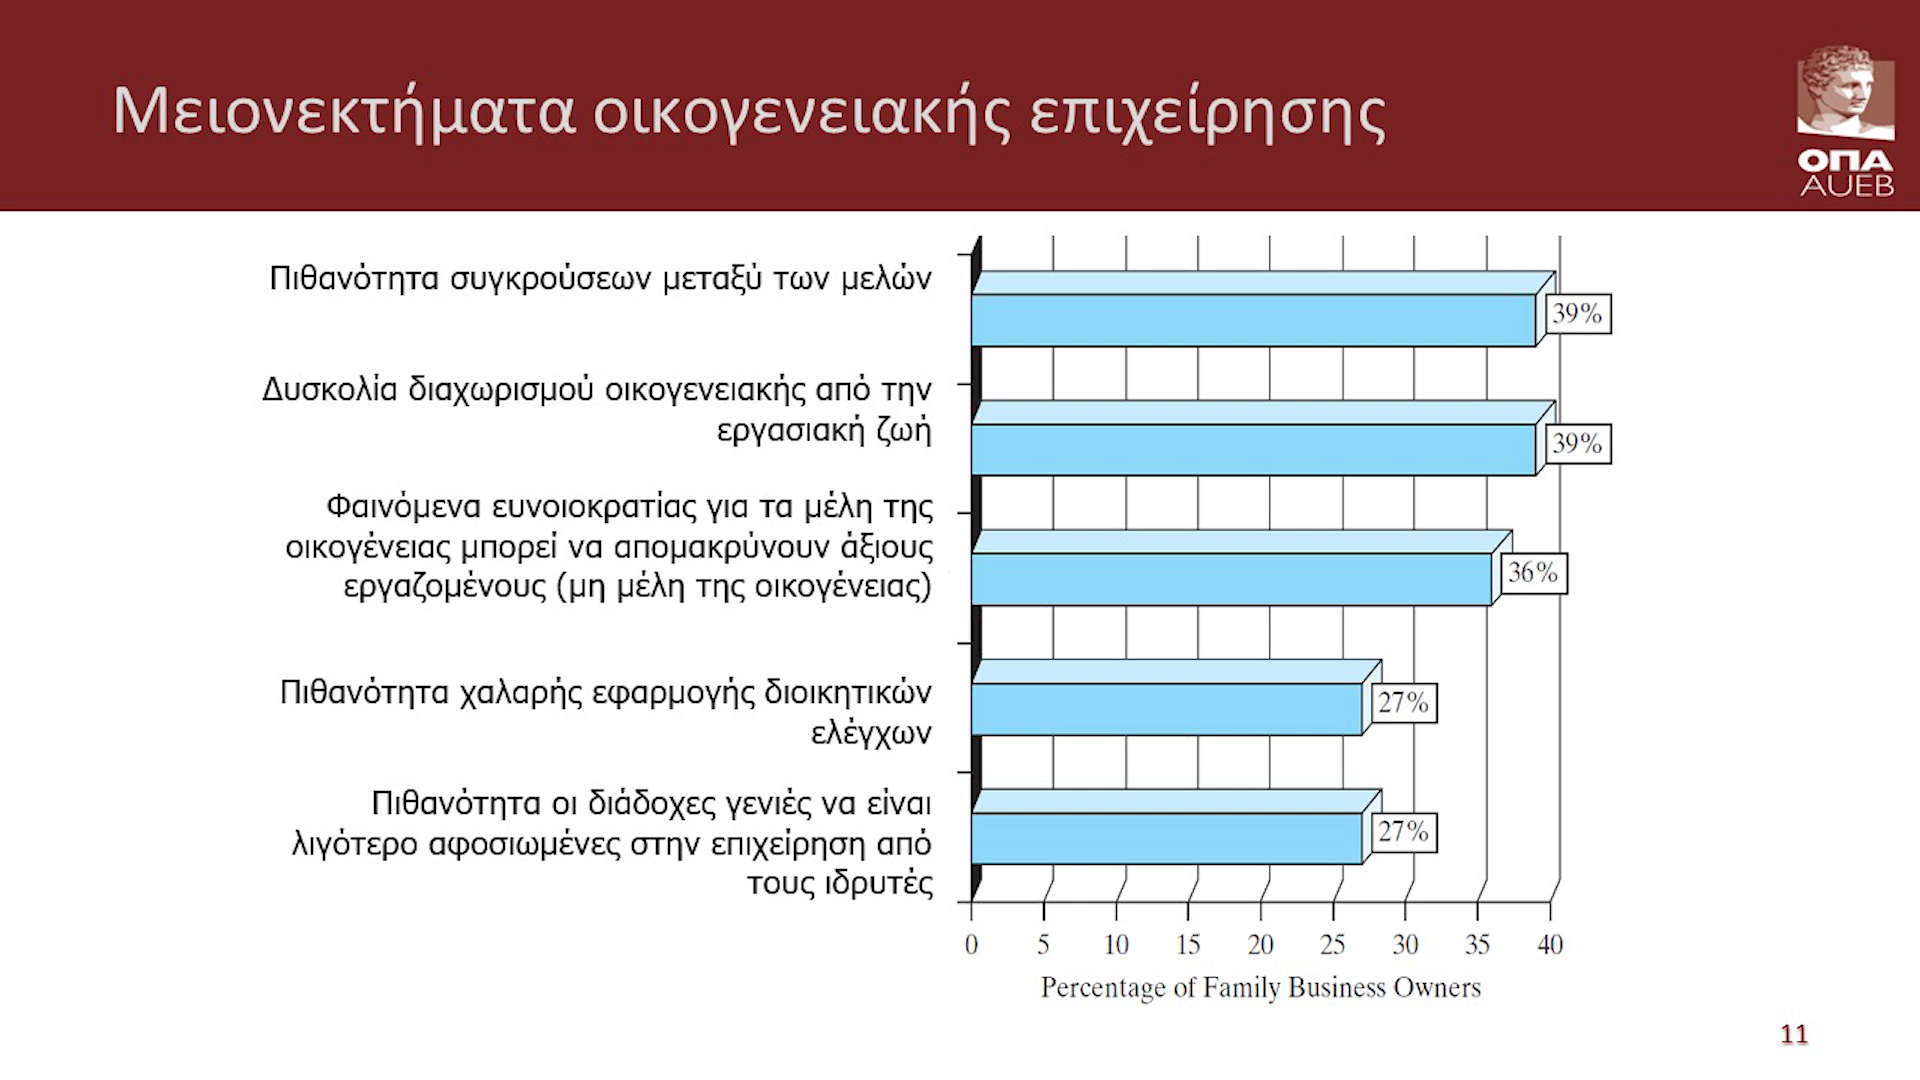 Μειονεκτήματα οικογενειακής επιχείρησης
ΟΠΑ
AUEB
Πιθανότητα συγκρούσεων μεταξύ των μελών
39%
Δυσκολία διαχωρισμού οικογενειακής από την
εργασιακή ζωή
39%
Φαινόμενα ευνοιοκρατίας για τα μέλη της
οικογένειας μπορεί να απομακρύνουν άξιους
εργαζομένους (μη μέλη της οικογένειας)
36%
Πιθανότητα χαλαρής εφαρμογής διοικητικών
ελέγχων
27%
Πιθανότητα οι διάδοχες γενιές να είναι
λιγότερο αφοσιωμένες στην επιχείρηση από
τους ιδρυτές
27%
0 5 10 15 20 25 30 35 40
Percentage of Family Business Owners
11